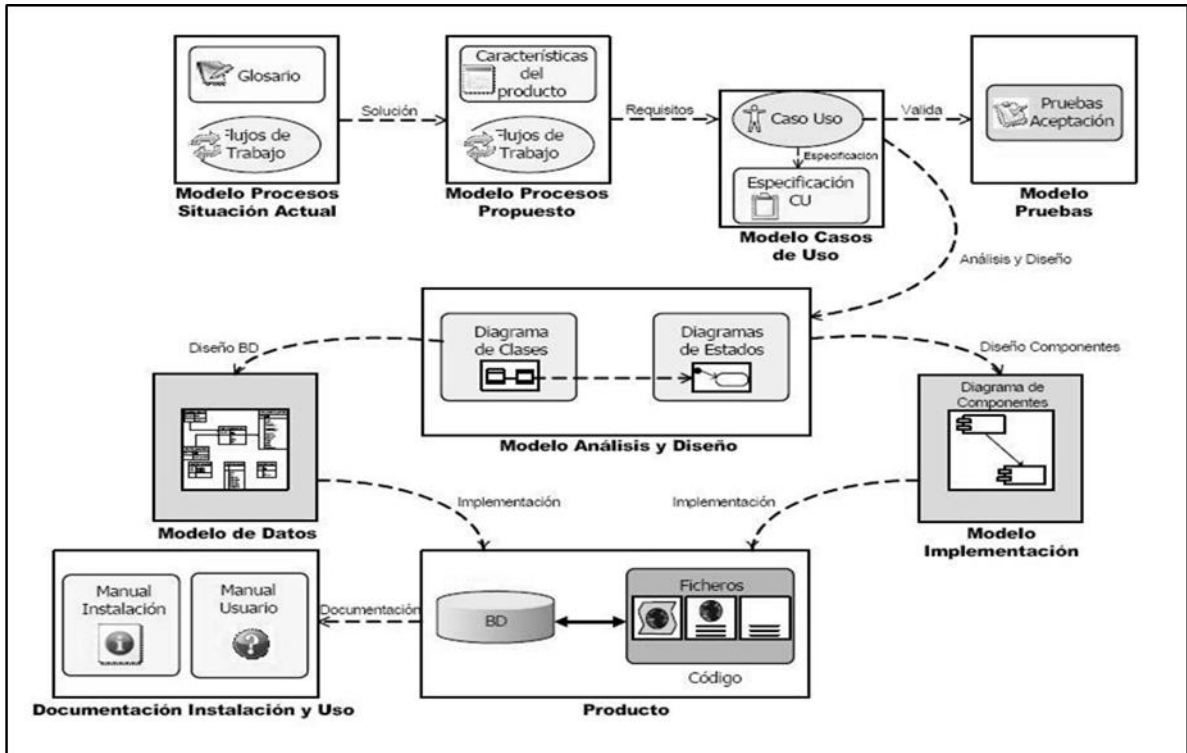 Glosario
Flujos de
Trabajo
Modelo Procesos
Situación Actual
Solución
Características
del
producto
Flujos de
Trabajo
Modelo Procesos
Propuesto
Requisitos
Caso Uso
Especificación
Especificación
CU
Modelo Casos
de Uso
Valida
Pruebas
Aceptación
Modelo
Pruebas
Análisis y Diseño
Diagrama
de Clases
Diagramas
de Estados
Modelo Análisis y Diseño
Diseño BD
Diseño Componentes
Modelo de Datos
Diagrama de
Componentes
Modelo
Implementación
Implementación
Implementación
Manual
Instalación
Manual
Usuario
Documentación Instalación y Uso
Documentación
BD
Ficheros
Código
Producto